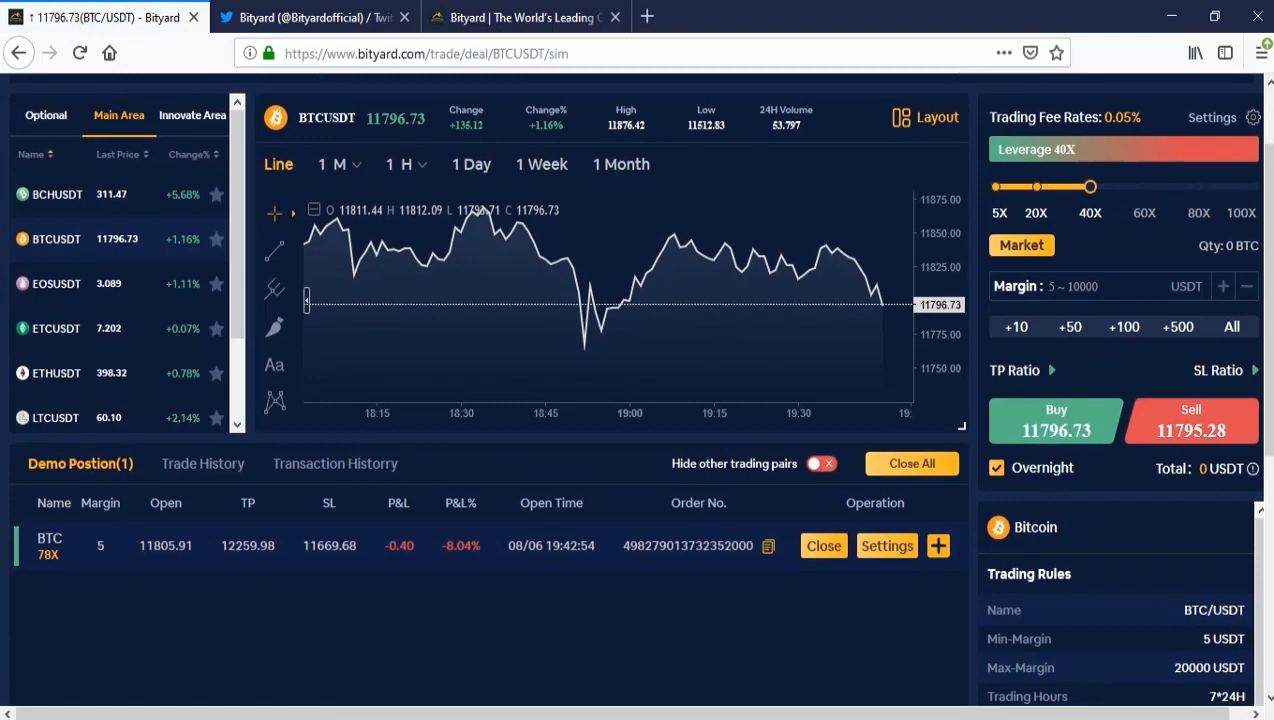 ↑ 11796.73(BTC/USDT) - Bityard
Bityard (@Bityardofficial) / Twit
Bityard | The World's Leading C
https://www.bityard.com/trade/deal/BTCUSDT/sim
Optional Main Area Innovate Area
Name Last Price Change%
BCHUSDT 311.47 +5.68%
BTCUSDT 11796.73 +1.16%
EOSUSDT 3.089 +1.11%
ETCUSDT 7.202 +0.07%
ETHUSDT 398.32 +0.78%
LTCUSDT 60.10 +2.14%
BTCUSDT 11796.73
Change +135.12
Change% +1.16%
High 11876.42
Low 11512.83
24H Volume 53.797
Layout
Line 1 M 1 H 1 Day 1 Week 1 Month
O 11811.44 H 11812.09 L 11793.71 C 11796.73
Aa
11875.00
11850.00
11825.00
11796.73
11775.00
11750.00
18:15 18:30 18:45 19:00 19:15 19:30 19:
Trading Fee Rates: 0.05% Settings
Leverage 40X
5X 20X 40X 60X 80X 100X
Market Qty: 0 BTC
Margin : 5 ~ 10000 USDT + −
+10 +50 +100 +500 All
TP Ratio SL Ratio
Buy 11796.73
Sell 11795.28
Overnight Total: 0 USDT
Demo Postion(1) Trade History Transaction Historry
Hide other trading pairs X Close All
Name Margin Open TP SL P&L P&L% Open Time Order No. Operation
BTC 5 11805.91 12259.98 11669.68 -0.40 -8.04% 08/06 19:42:54 498279013732352000 Close Settings +
78X
Bitcoin
Trading Rules
Name BTC/USDT
Min-Margin 5 USDT
Max-Margin 20000 USDT
Trading Hours 7*24H